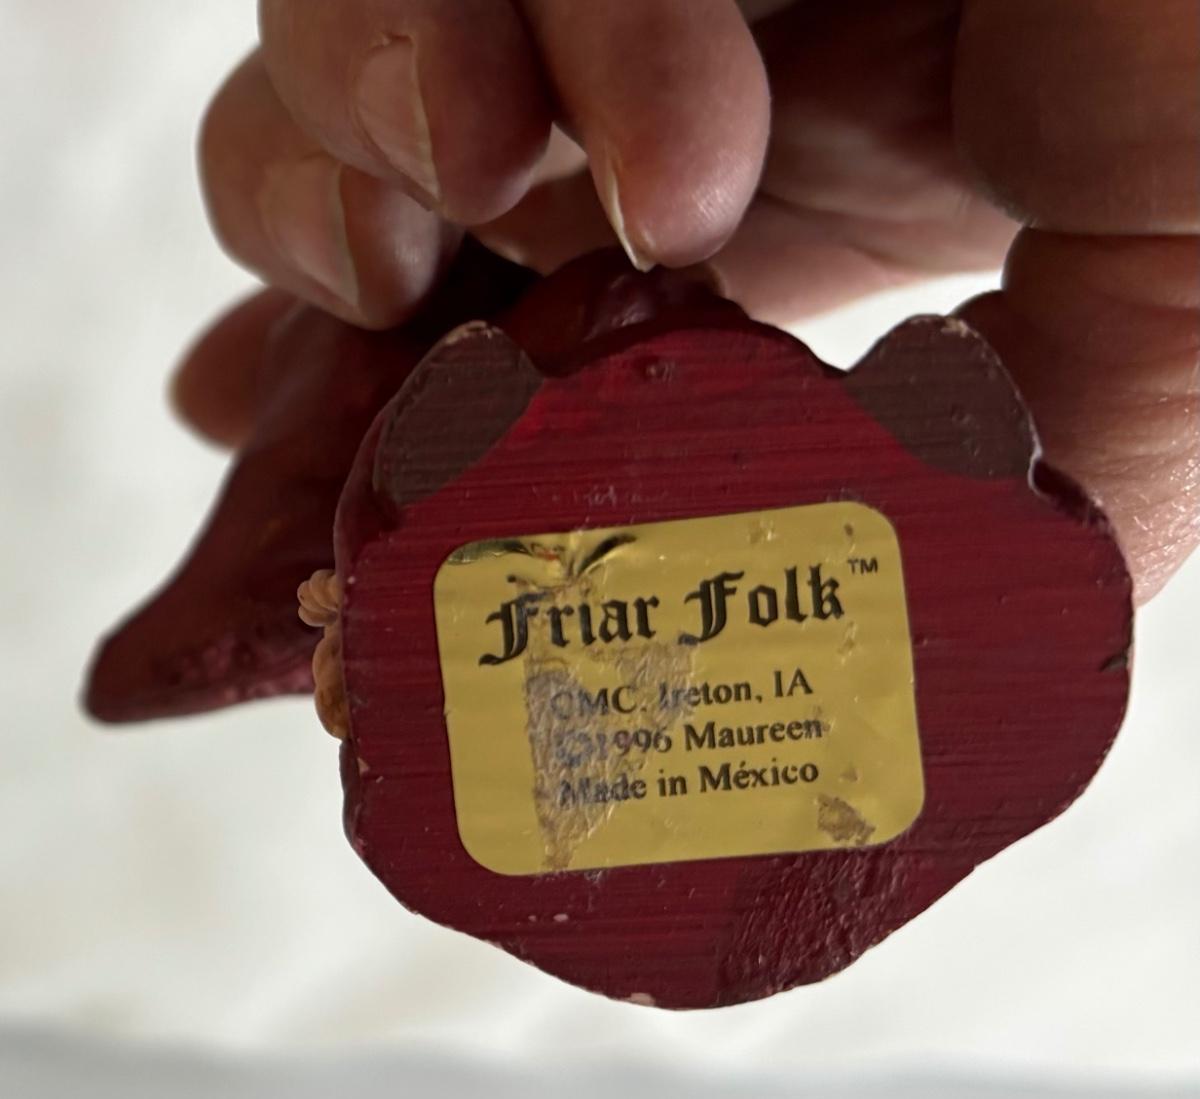 Friar Folk™
CMC, Ireton, IA
©1996 Maureen
Made in México